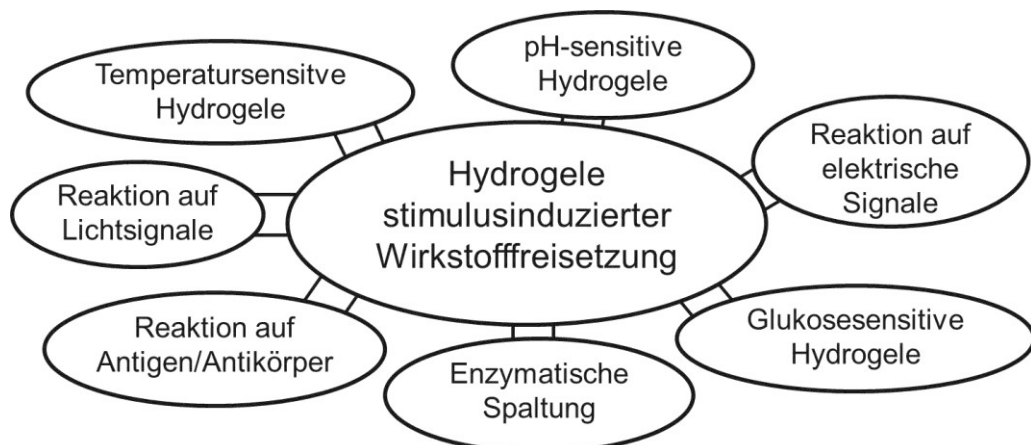 Temperatursensitve
Hydrogele
pH-sensitive
Hydrogele
Reaktion auf
elektrische
Signale
Hydrogele
stimulusinduzierter
Wirkstofffreisetzung
Reaktion auf
Lichtsignale
Reaktion auf
Antigen/Antikörper
Enzymatische
Spaltung
Glukosesensitive
Hydrogele